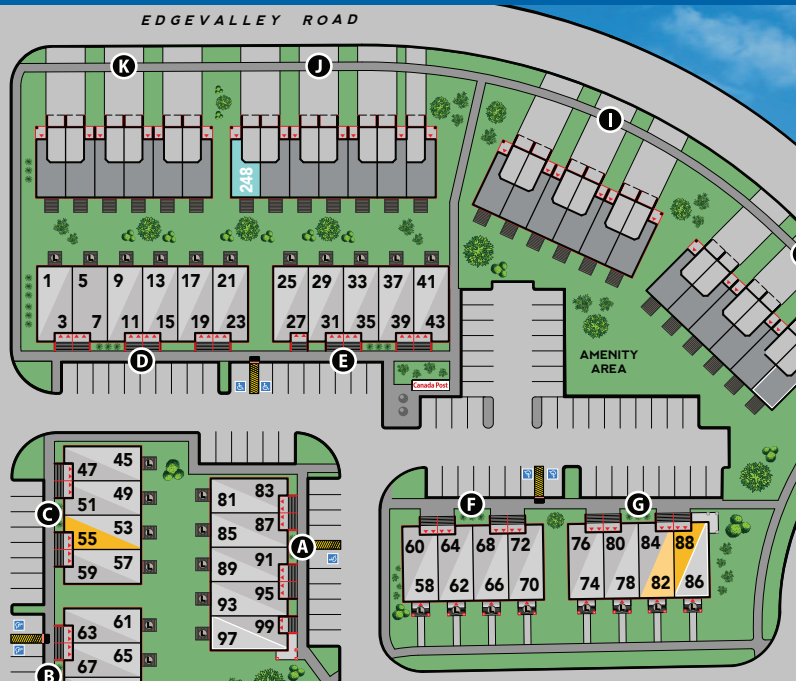 EDGEVALLEY ROAD
K
J
I
248
1 5 9 13 17 21
3 7 11 15 19 23
25 29 33 37 41
27 31 35 39 43
D
E
AMENITY
AREA
Canada Post
C
47 45
51 49
55 53
59 57
63 61
67 65
B
81 83
85 87
89 91
93 95
97 99
A
F
G
60 64 68 72
58 62 66 70
76 80 84 88
74 78 82 86